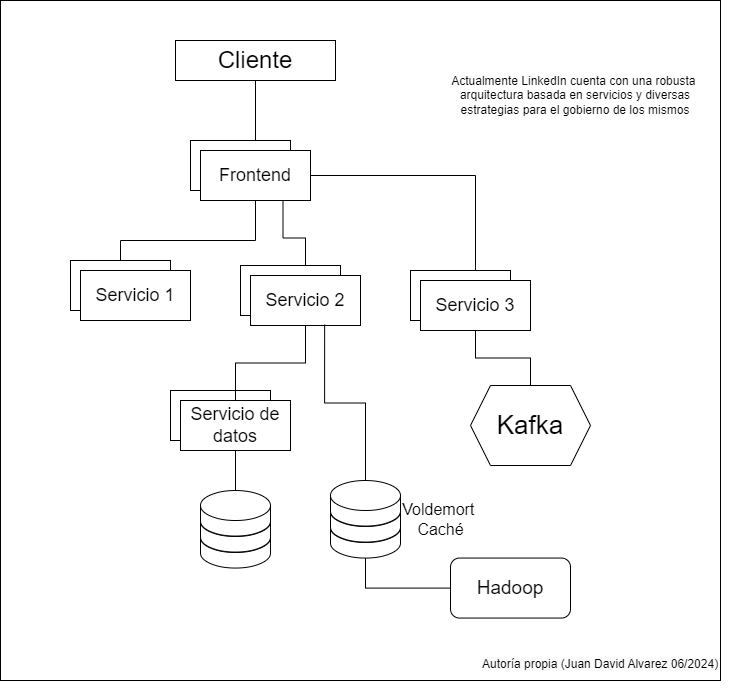 Cliente
Actualmente LinkedIn cuenta con una robusta
arquitectura basada en servicios y diversas
estrategias para el gobierno de los mismos
Frontend
Servicio 1
Servicio 2
Servicio 3
Servicio de
datos
Kafka
Voldemort
Caché
Hadoop
Autoría propia (Juan David Alvarez 06/2024)